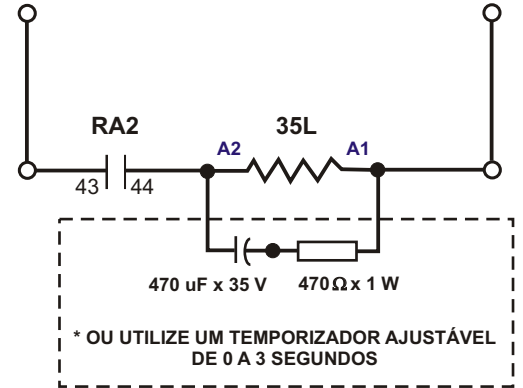 RA2 35L
A2 A1
43 44
470 uF x 35 V 470Ω x 1 W
* OU UTILIZE UM TEMPORIZADOR AJUSTÁVEL
DE 0 A 3 SEGUNDOS